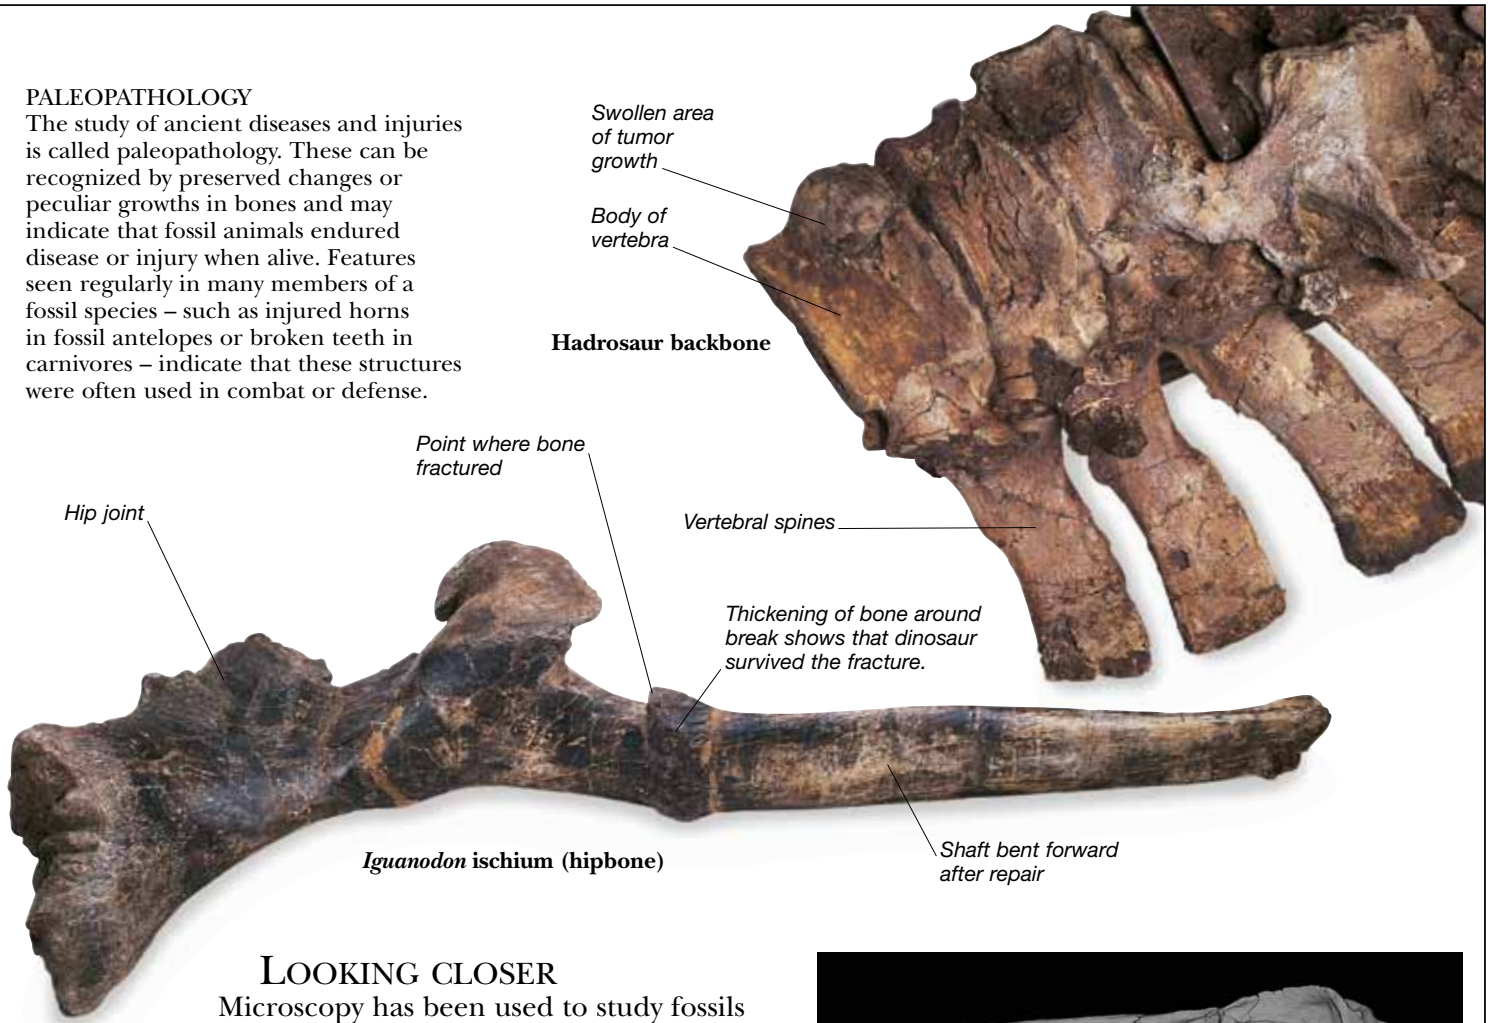 PALEOPATHOLOGY
The study of ancient diseases and injuries
is called paleopathology. These can be
recognized by preserved changes or
peculiar growths in bones and may
indicate that fossil animals endured
disease or injury when alive. Features
seen regularly in many members of a
fossil species – such as injured horns
in fossil antelopes or broken teeth in
carnivores – indicate that these structures
were often used in combat or defense.
Swollen area
of tumor
growth
Body of
vertebra
Hadrosaur backbone
Point where bone
fractured
Hip joint
Vertebral spines
Thickening of bone around
break shows that dinosaur
survived the fracture.
Iguanodon ischium (hipbone)
Shaft bent forward
after repair
LOOKING CLOSER
Microscopy has been used to study fossils